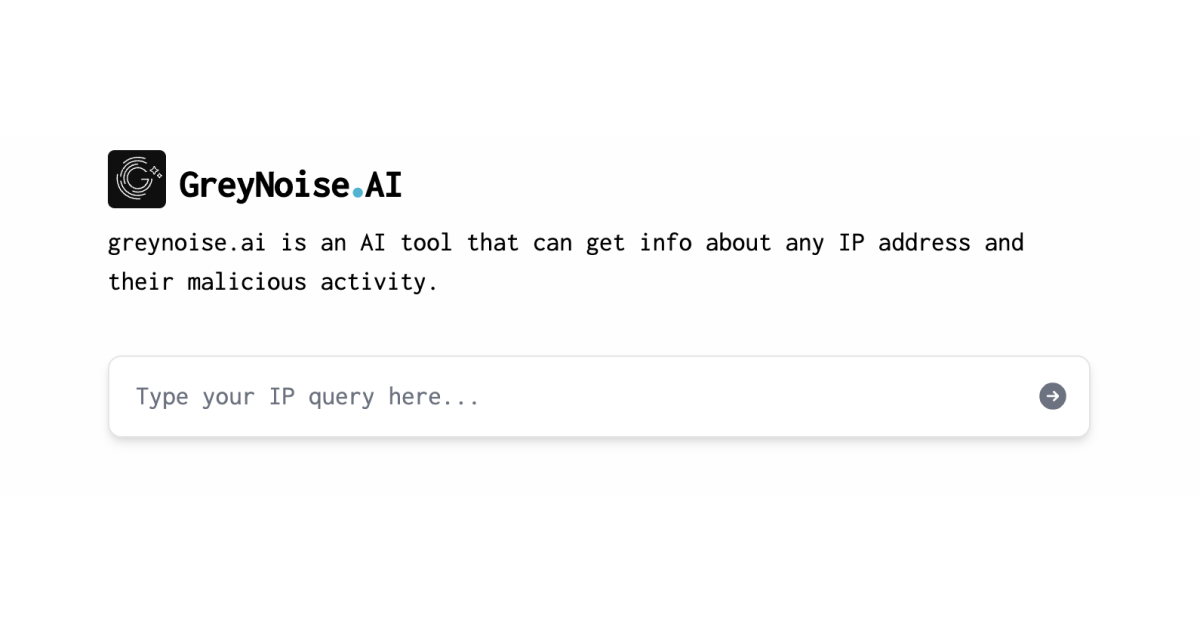 GreyNoise.AI
greynoise.ai is an AI tool that can get info about any IP address and
their malicious activity.
Type your IP query here...